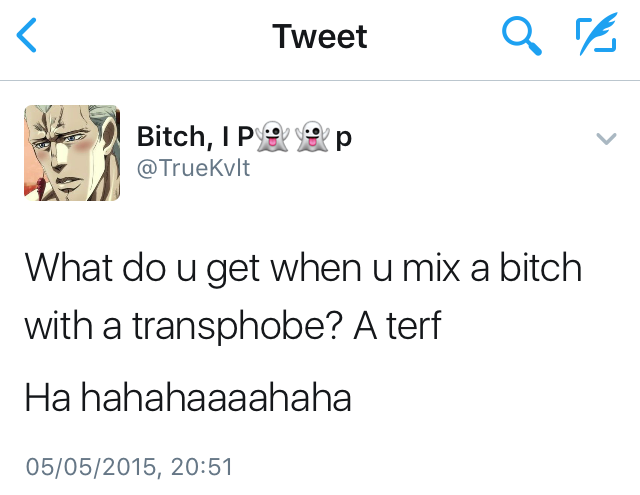 Tweet
Bitch, I P👻👻p
@TrueKvlt
What do u get when u mix a bitch
with a transphobe? A terf
Ha hahahaaaahaha
05/05/2015, 20:51